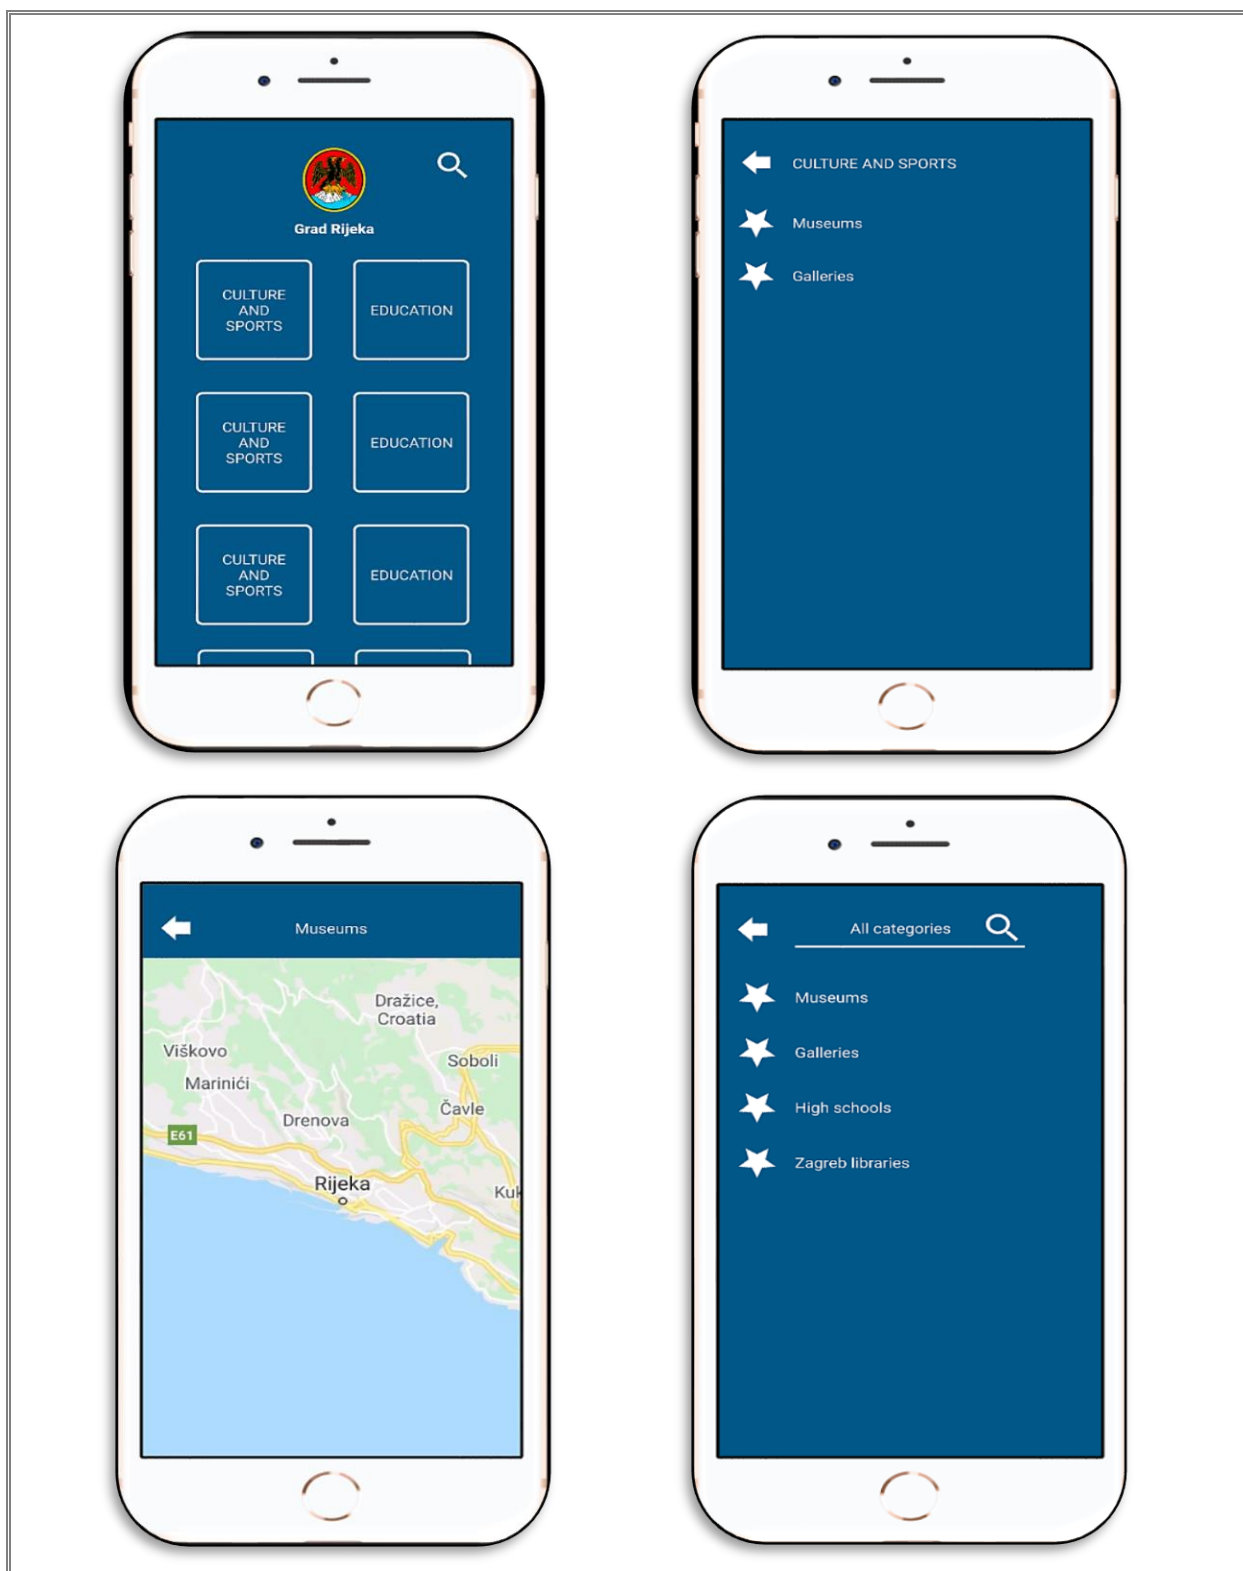 Grad Rijeka
CULTURE
AND
SPORTS
EDUCATION
CULTURE
AND
SPORTS
EDUCATION
CULTURE
AND
SPORTS
EDUCATION
CULTURE AND SPORTS
Museums
Galleries
Museums
Dražice,
Croatia
Viškovo
Soboli
Marinići
Čavle
Drenova
E61
Rijeka
Kuk
All categories
Museums
Galleries
High schools
Zagreb libraries